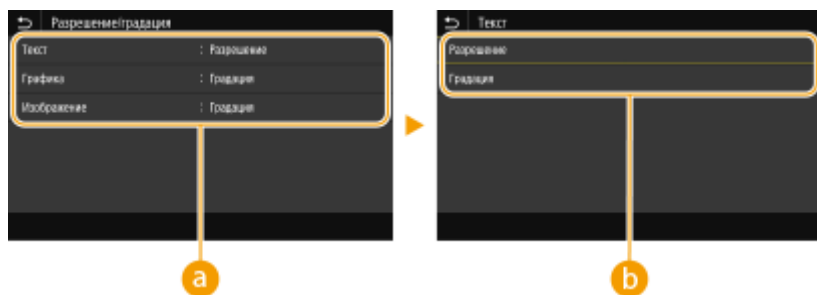 Разрешение/градация
Текст : Разрешение
Графика : Градация
Изображение : Градация
a
Текст
Разрешение
Градация
b